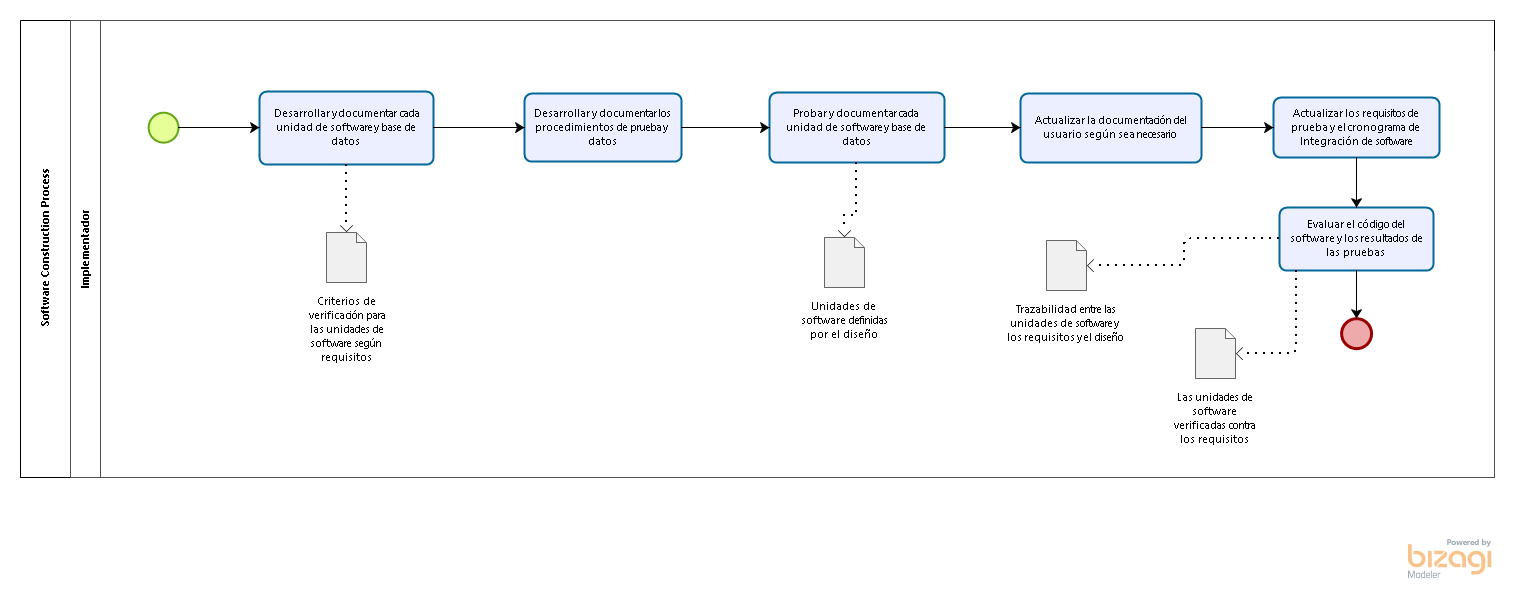 Software Construction Process
Implementador
Desarrollar y documentar cada
unidad de software y base de
datos
Desarrollar y documentar los
procedimientos de prueba y
datos
Probar y documentar cada
unidad de software y base de
datos
Actualizar la documentación del
usuario según sea necesario
Actualizar los requisitos de
prueba y el cronograma de
Integración de software
Evaluar el código del
software y los resultados de
las pruebas
Criterios de
verificación para
las unidades de
software según
requisitos
Unidades de
software definidas
por el diseño
Trazabilidad entre las
unidades de software y
los requisitos y el diseño
Las unidades de
software
verificadas contra
los requisitos
Powered by
bizagi
Modeler